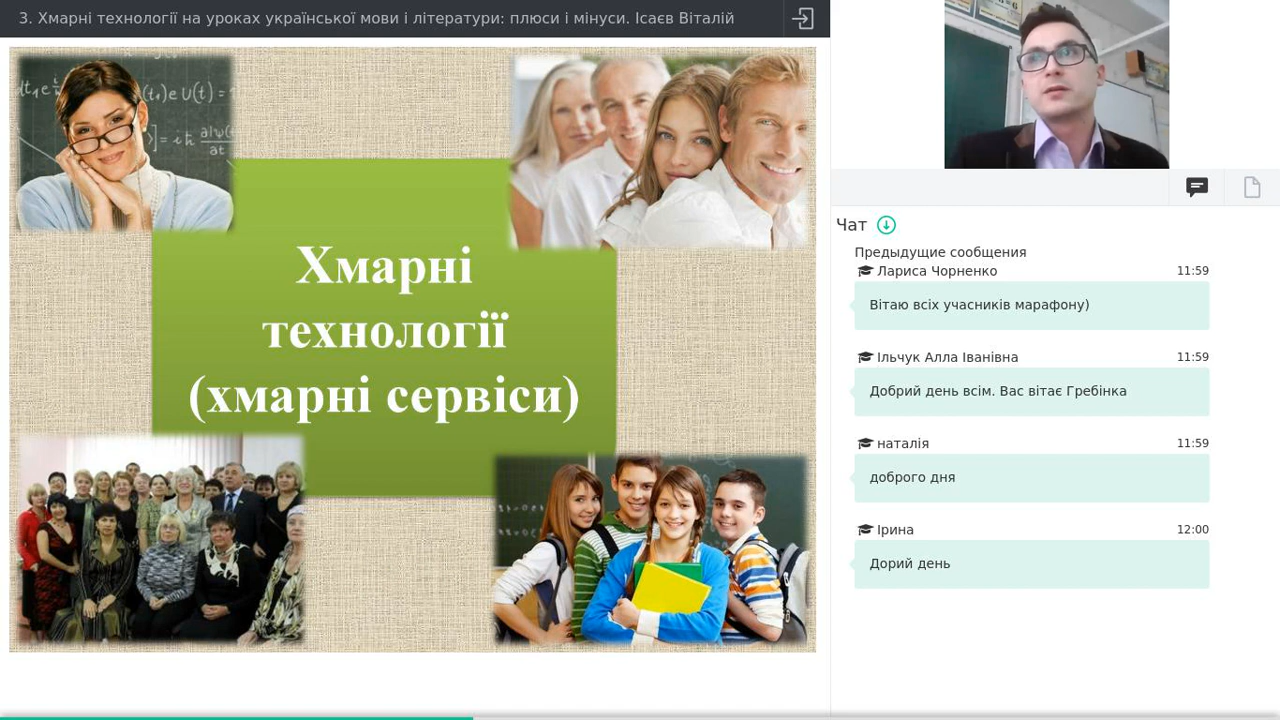 3. Хмарні технології на уроках української мови і літератури: плюси і мінуси. Ісаєв Віталій
Хмарні
технології
(хмарні сервіси)
Чат
Предыдущие сообщения
Лариса Чорненко 11:59
Вітаю всіх учасників марафону)
Ільчук Алла Іванівна 11:59
Добрий день всім. Вас вітає Гребінка
наталія 11:59
доброго дня
Ірина 12:00
Дорий день